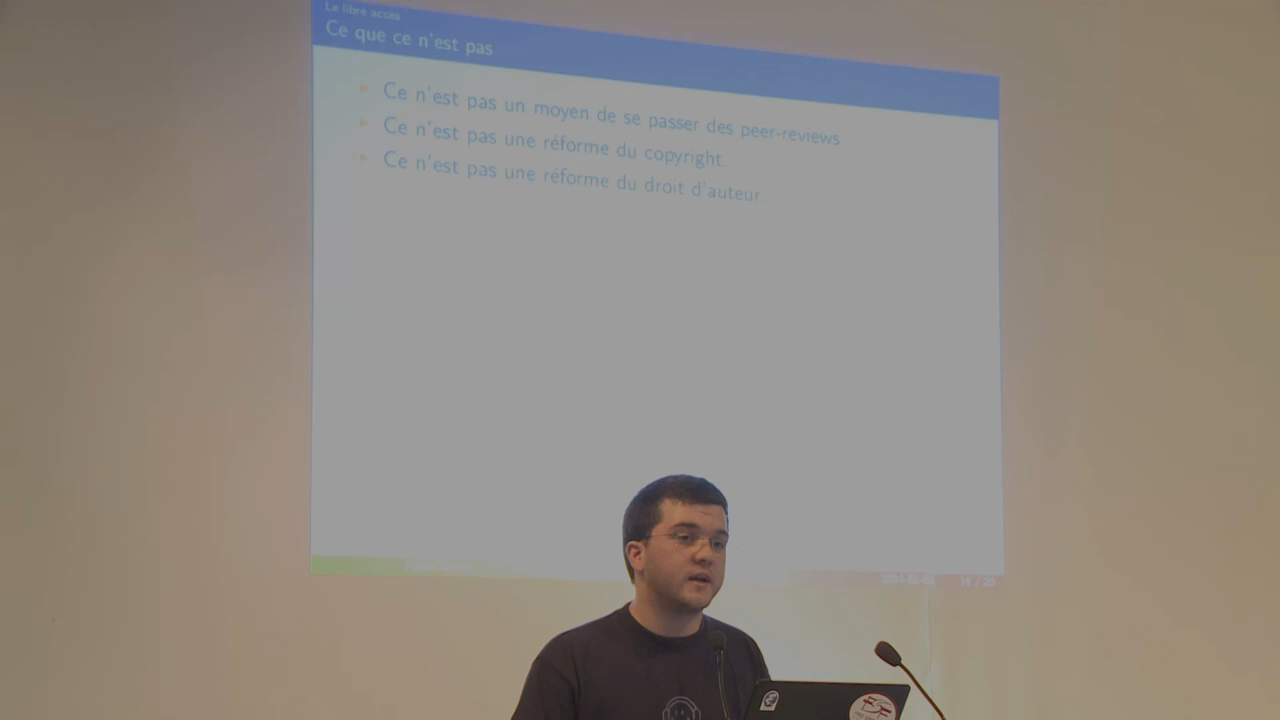 Le libre accès
Ce que ce n'est pas
Ce n'est pas un moyen de se passer des peer-reviews
Ce n'est pas une réforme du copyright.
Ce n'est pas une réforme du droit d'auteur
/ 20